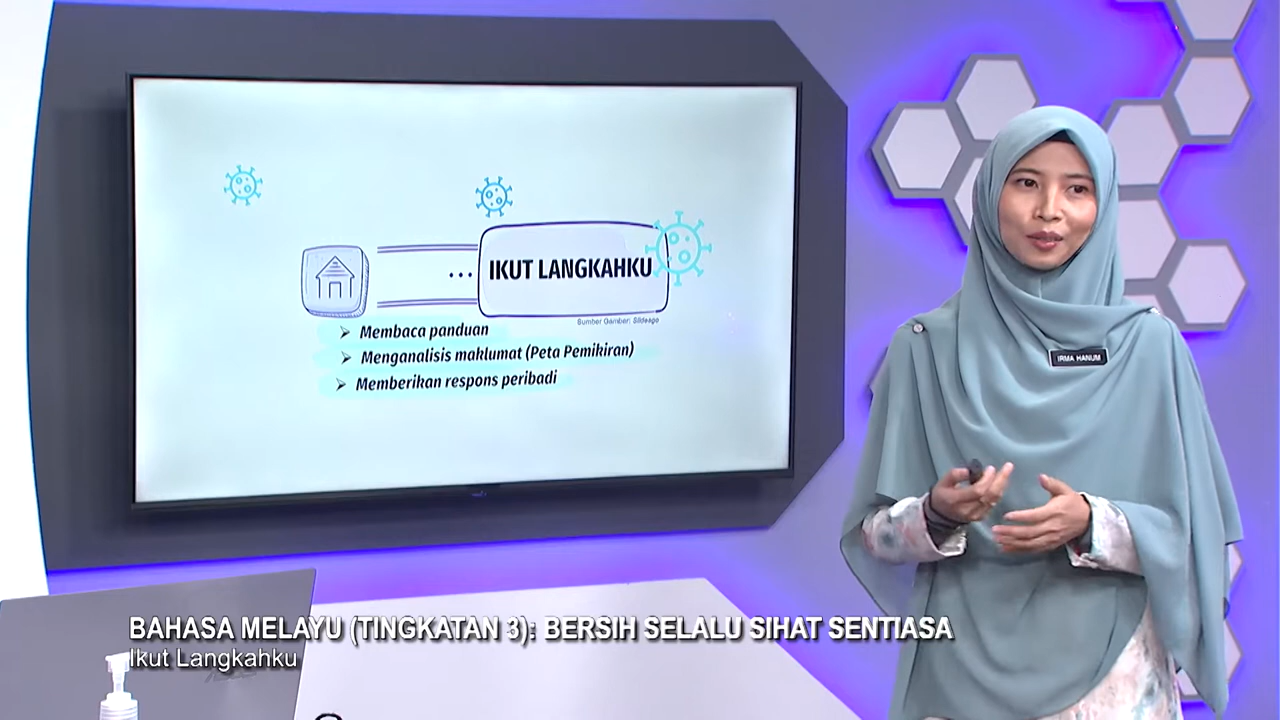 IKUT LANGKAHKU
Sumber Gambar: Slidesgo
➢ Membaca panduan
➢ Menganalisis maklumat (Peta Pemikiran)
➢ Memberikan respons peribadi
IRMA HANUM
BAHASA MELAYU (TINGKATAN 3): BERSIH SELALU SIHAT SENTIASA
Ikut Langkahku